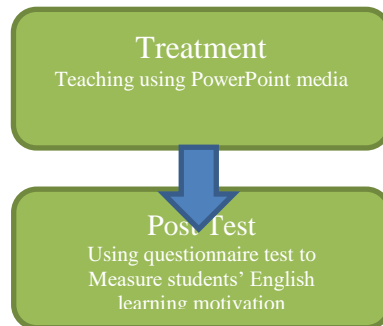 Treatment
Teaching using PowerPoint media
Post Test
Using questionnaire test to
Measure students’ English
learning motivation